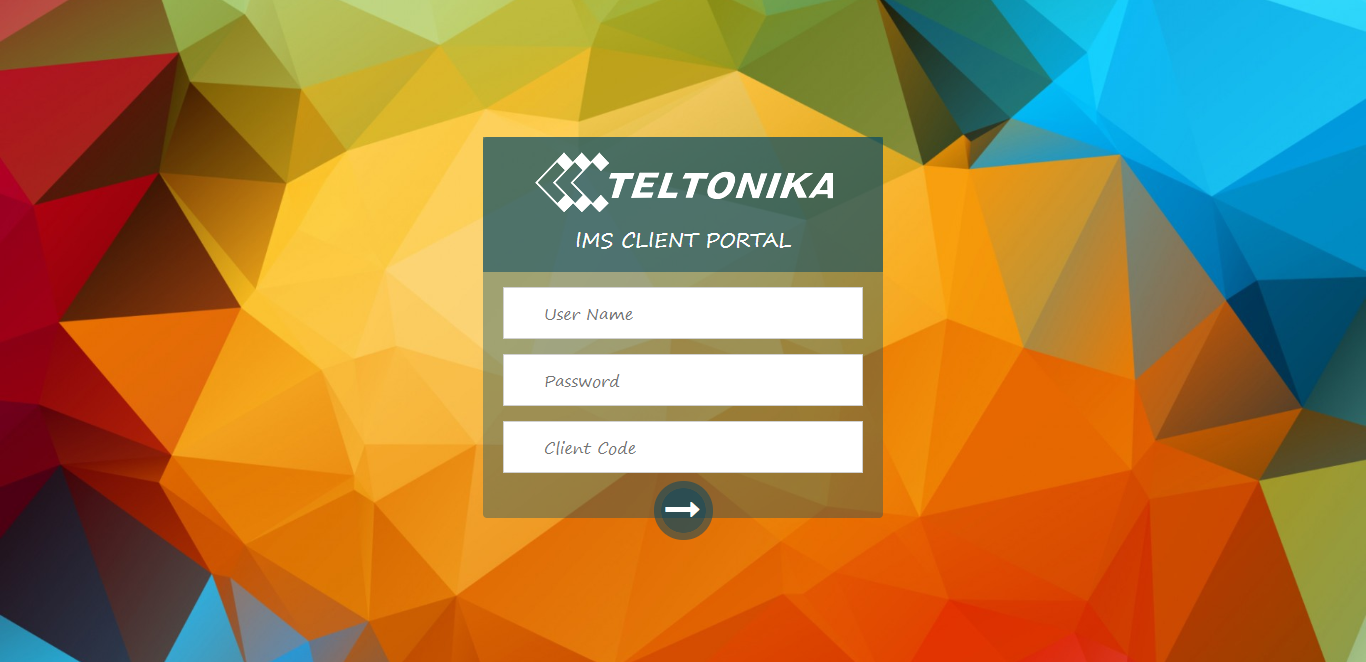 TELTONIKA
IMS CLIENT PORTAL
User Name
Password
Client Code